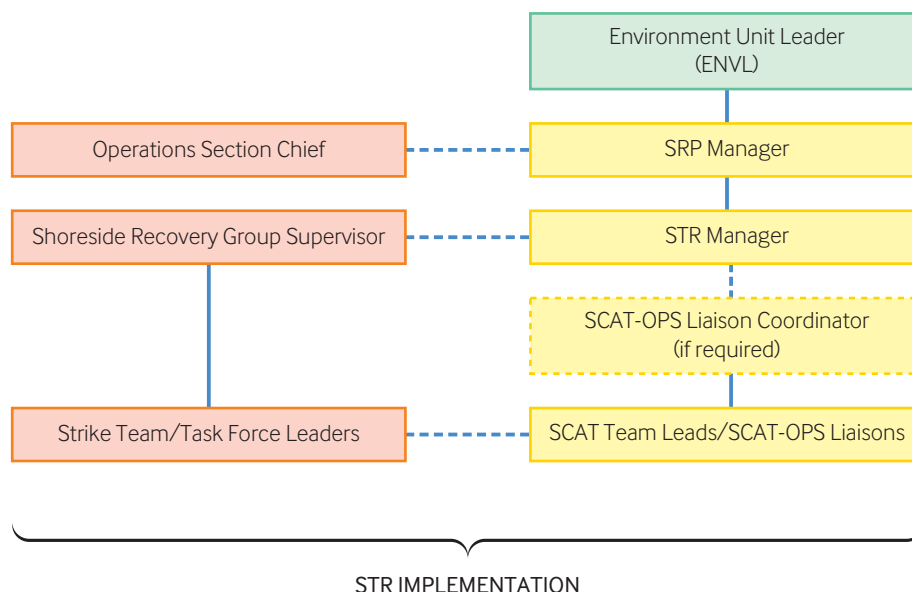 Environment Unit Leader
(ENVL)
Operations Section Chief
SRP Manager
Shoreside Recovery Group Supervisor
STR Manager
SCAT-OPS Liaison Coordinator
(if required)
Strike Team/Task Force Leaders
SCAT Team Leads/SCAT-OPS Liaisons
STR IMPLEMENTATION